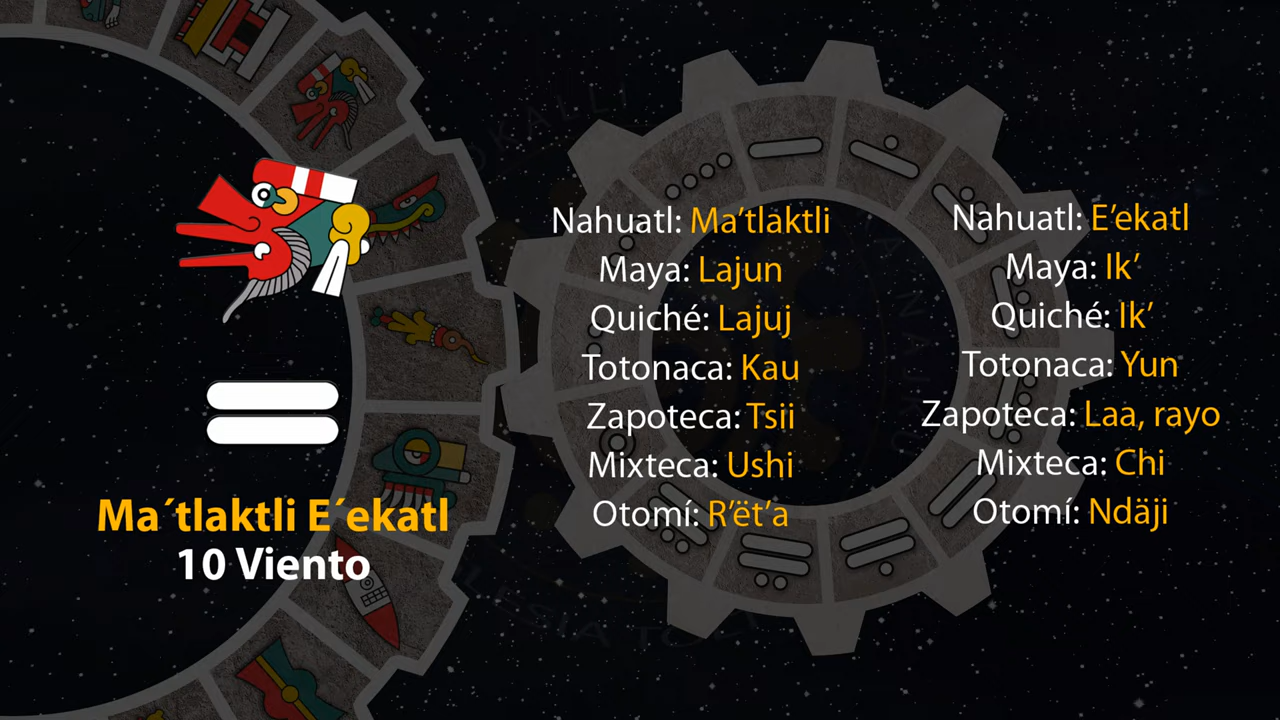 Ma´tlaktli E´ekatl
10 Viento
Nahuatl: Ma’tlaktli
Maya: Lajun
Quiché: Lajuj
Totonaca: Kau
Zapoteca: Tsii
Mixteca: Ushi
Otomí: R’ët’a
Nahuatl: E’ekatl
Maya: Ik’
Quiché: Ik’
Totonaca: Yun
Zapoteca: Laa, rayo
Mixteca: Chi
Otomí: Ndäji